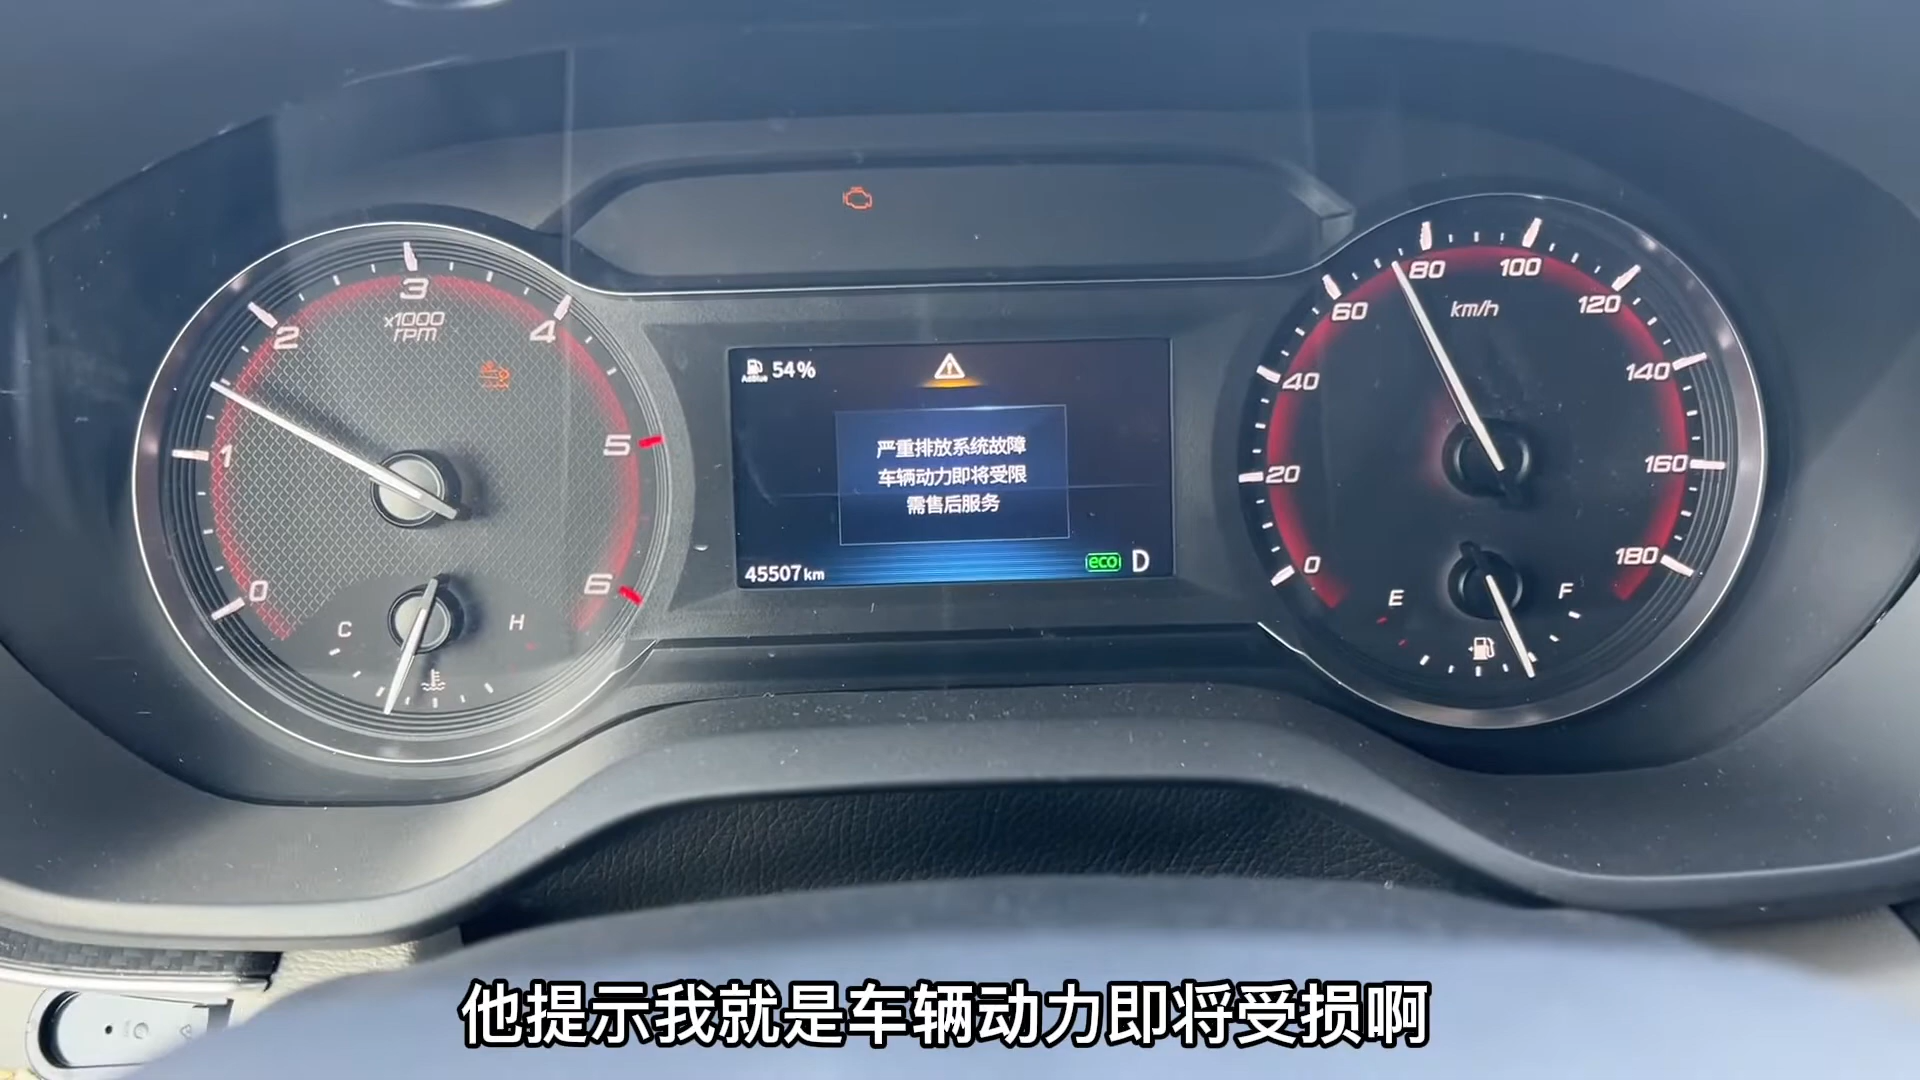 3
x1000
rpm
2
4
1
5
0
6
C
H
AdBlue 54%
严重排放系统故障
车辆动力即将受限
需售后服务
45507 km
eco D
80
100
60
km/h
120
40
140
20
160
0
180
E
F
他提示我就是车辆动力即将受损啊